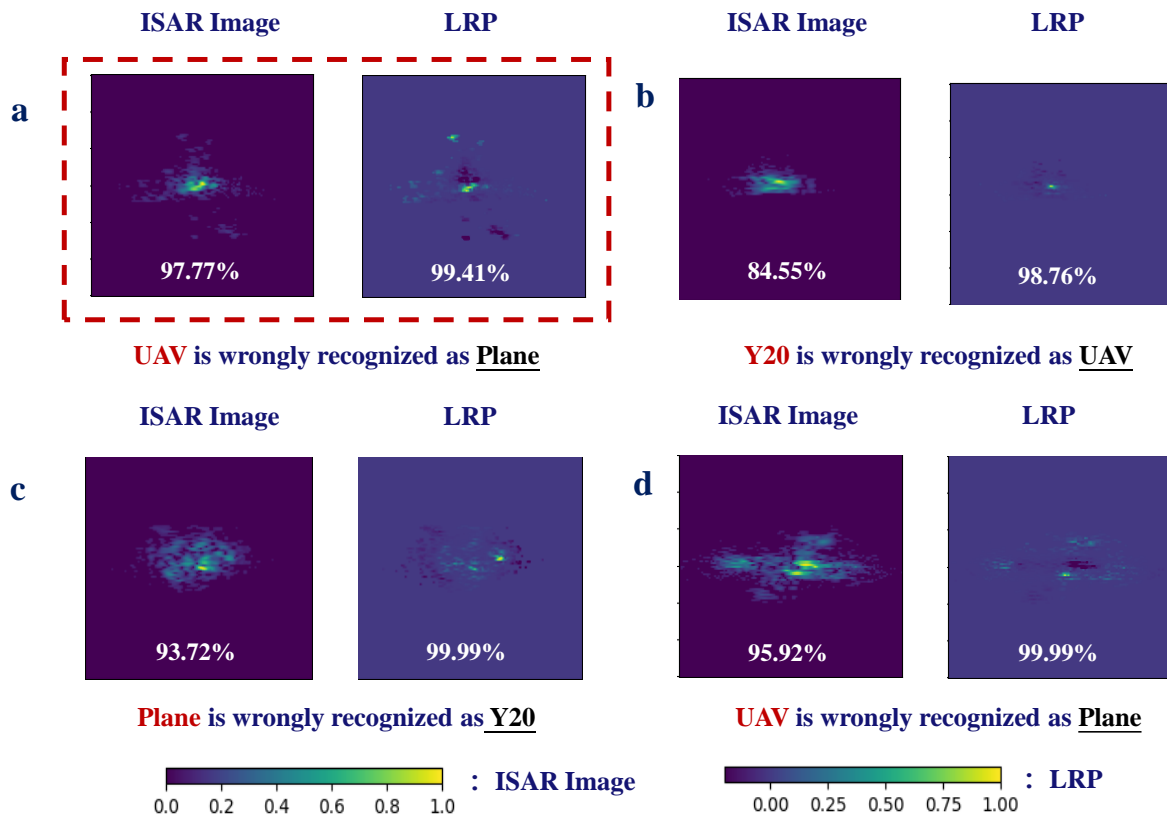 ISAR Image LRP ISAR Image LRP
a b
97.77% 99.41% 84.55% 98.76%
UAV is wrongly recognized as Plane Y20 is wrongly recognized as UAV
ISAR Image LRP ISAR Image LRP
c d
93.72% 99.99% 95.92% 99.99%
Plane is wrongly recognized as Y20 UAV is wrongly recognized as Plane
: ISAR Image : LRP
0.0 0.2 0.4 0.6 0.8 1.0 0.00 0.25 0.50 0.75 1.00